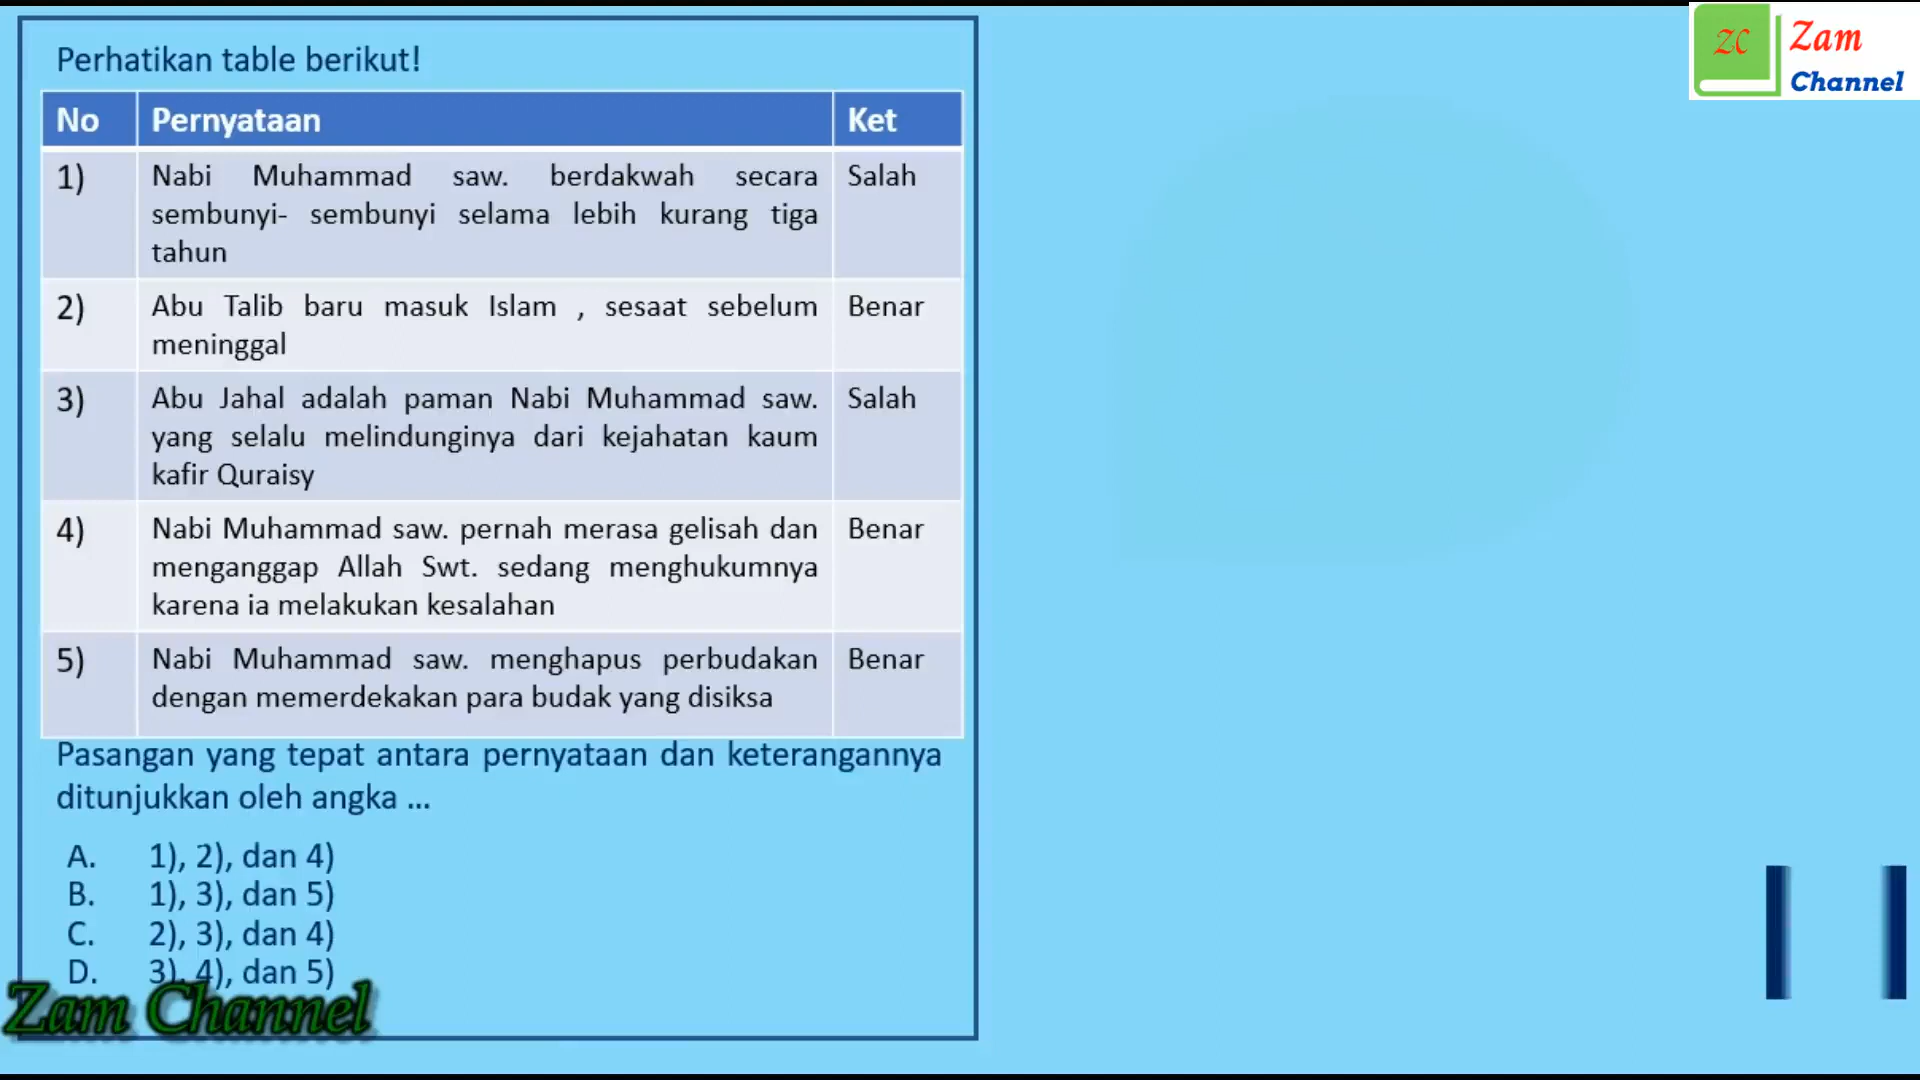 Perhatikan table berikut!
No Pernyataan Ket
1) Nabi Muhammad saw. berdakwah secara Salah
sembunyi- sembunyi selama lebih kurang tiga
tahun
2) Abu Talib baru masuk Islam , sesaat sebelum Benar
meninggal
3) Abu Jahal adalah paman Nabi Muhammad saw. Salah
yang selalu melindunginya dari kejahatan kaum
kafir Quraisy
4) Nabi Muhammad saw. pernah merasa gelisah dan Benar
menganggap Allah Swt. sedang menghukumnya
karena ia melakukan kesalahan
5) Nabi Muhammad saw. menghapus perbudakan Benar
dengan memerdekakan para budak yang disiksa
Pasangan yang tepat antara pernyataan dan keterangannya
ditunjukkan oleh angka ...
A. 1), 2), dan 4)
B. 1), 3), dan 5)
C. 2), 3), dan 4)
D. 3), 4), dan 5)
Zam Channel
ZC
Zam
Channel